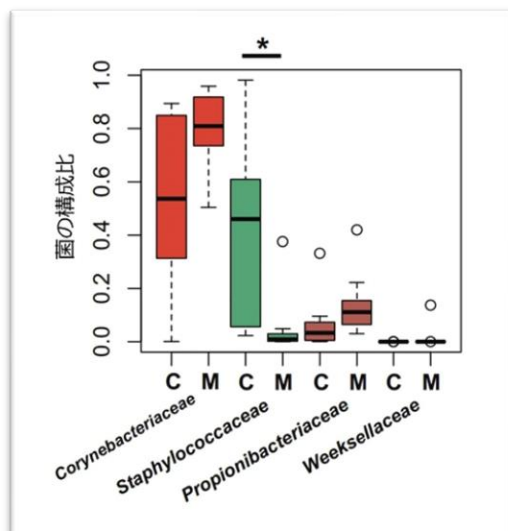 *
菌の構成比
1.0
0.8
0.6
0.4
0.2
0.0
C M C M C M C M
Corynebacteriaceae
Staphylococcaceae
Propionibacteriaceae
Weeksellaceae